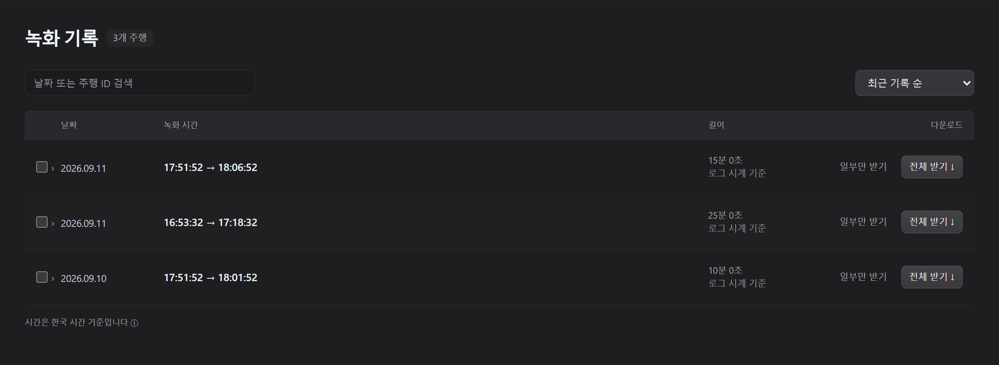 녹화 기록
3개 주행
날짜 또는 주행 ID 검색
최근 기록 순
날짜 녹화 시간 길이 다운로드
› 2026.09.11 17:51:52 → 18:06:52 15분 0초
로그 시계 기준
일부만 받기 전체 받기 ↓
› 2026.09.11 16:53:32 → 17:18:32 25분 0초
로그 시계 기준
일부만 받기 전체 받기 ↓
› 2026.09.10 17:51:52 → 18:01:52 10분 0초
로그 시계 기준
일부만 받기 전체 받기 ↓
시간은 한국 시간 기준입니다 ⓘ